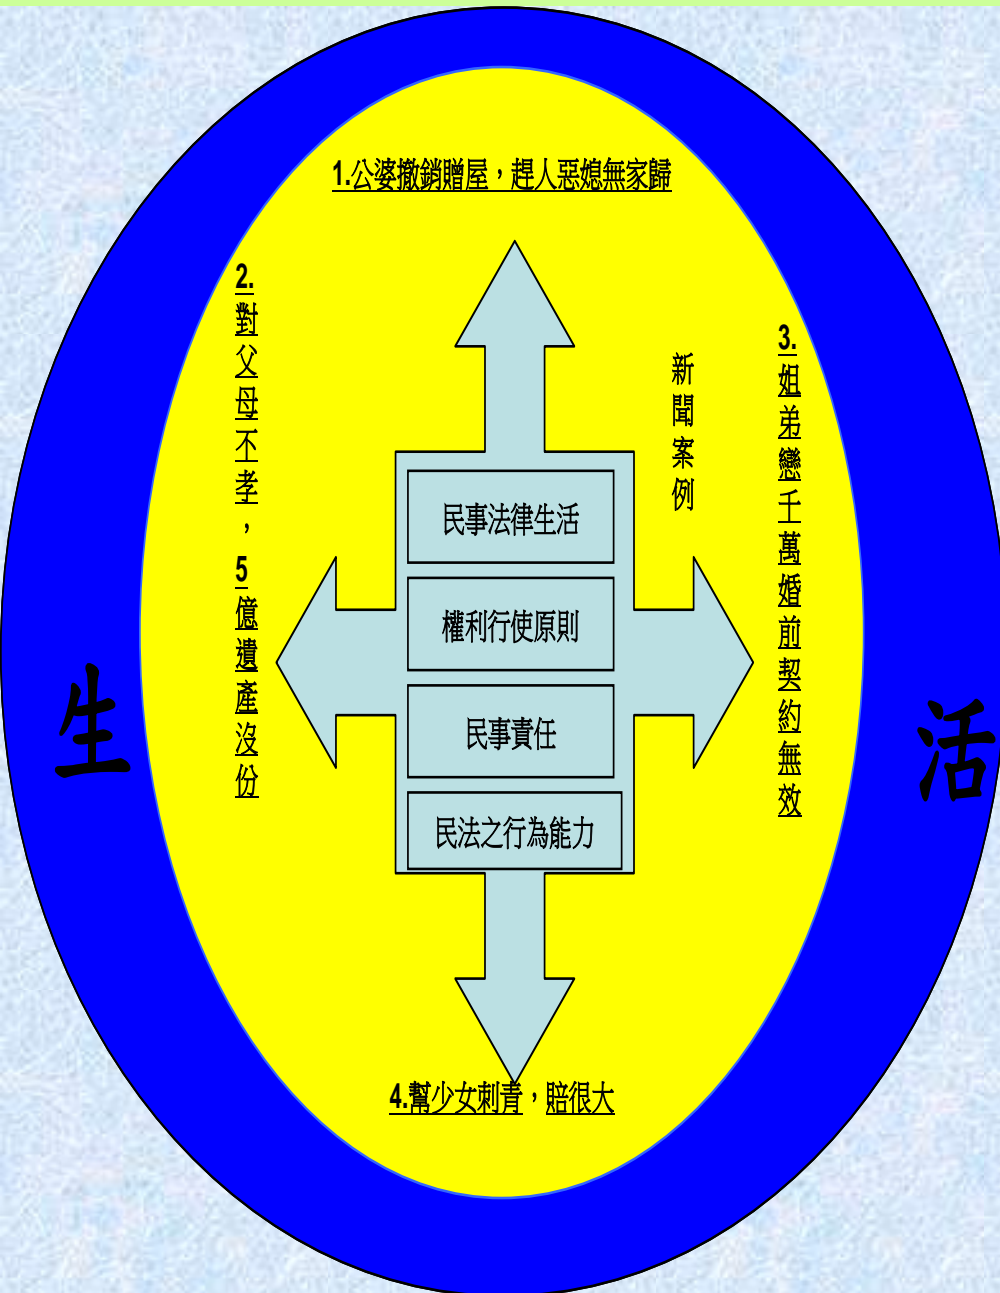 1.公婆撤銷贈屋，趕人惡媳無家歸
2.對父母不孝，5億遺產沒份
新聞案例
3.姐弟戀千萬婚前契約無效
民事法律生活
權利行使原則
民事責任
民法之行為能力
生
活
4.幫少女刺青，賠很大